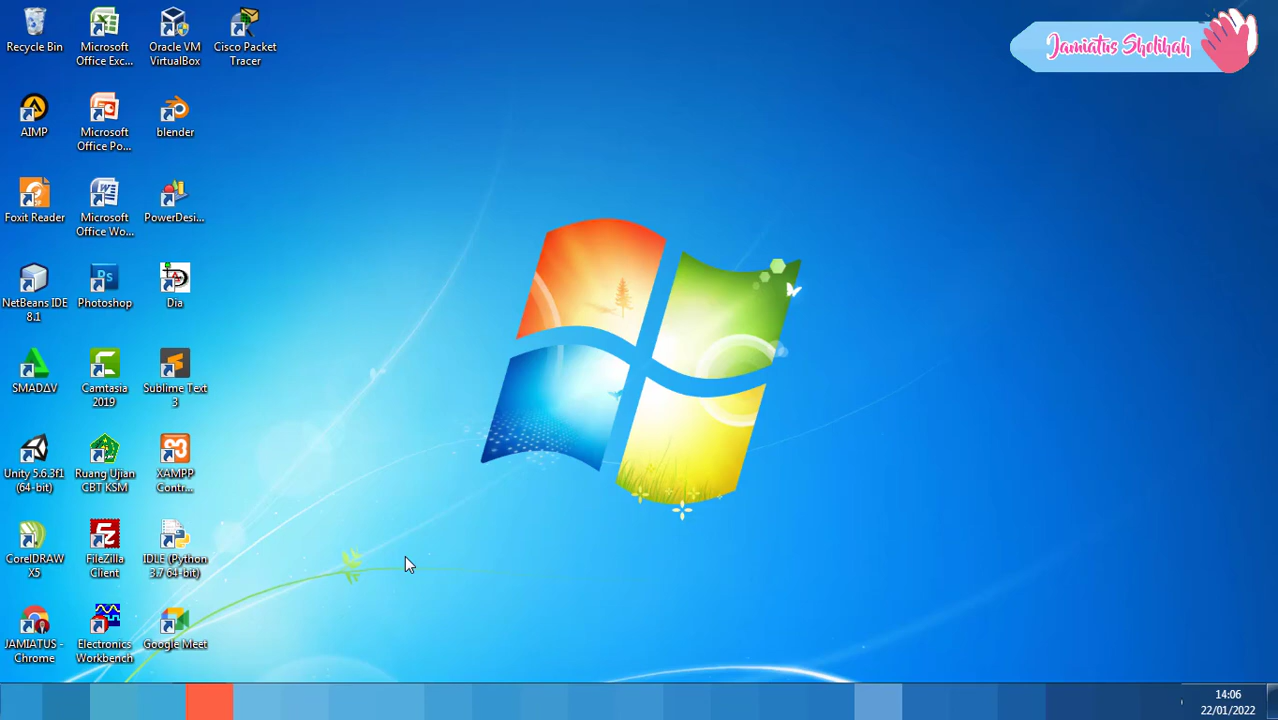 Recycle Bin
Microsoft
Office Exc...
Oracle VM
VirtualBox
Cisco Packet
Tracer
Jamiatus Sholihah
AIMP
Microsoft
Office Po...
blender
Foxit Reader
Microsoft
Office Wo...
PowerDesi...
NetBeans IDE
8.1
Ps
Photoshop
Dia
SMADΔV
Camtasia
2019
Sublime Text
3
Unity 5.6.3f1
(64-bit)
Ruang Ujian
CBT KSM
XAMPP
Contr...
CorelDRAW
X5
FileZilla
Client
IDLE (Python
3.7 64-bit)
JAMIATUS -
Chrome
Electronics
Workbench
Google Meet
14:06
22/01/2022